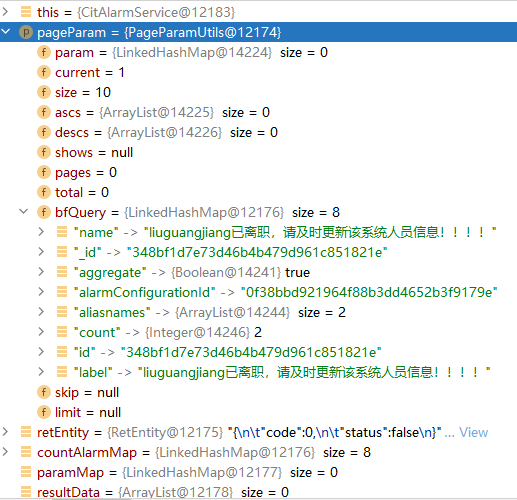 this = {CitAlarmService@12183}
pageParam = {PageParamUtils@12174}
param = {LinkedHashMap@14224} size = 0
current = 1
size = 10
ascs = {ArrayList@14225} size = 0
descs = {ArrayList@14226} size = 0
shows = null
pages = 0
total = 0
bfQuery = {LinkedHashMap@12176} size = 8
"name" -> "liuguangjiang已离职，请及时更新该系统人员信息！！！！"
"_id" -> "348bf1d7e73d46b4b479d961c851821e"
"aggregate" -> {Boolean@14241} true
"alarmConfigurationId" -> "0f38bbd921964f88b3dd4652b3f9179e"
"aliasnames" -> {ArrayList@14244} size = 2
"count" -> {Integer@14246} 2
"id" -> "348bf1d7e73d46b4b479d961c851821e"
"label" -> "liuguangjiang已离职，请及时更新该系统人员信息！！！！"
skip = null
limit = null
retEntity = {RetEntity@12175} "{\n\t"code":0,\n\t"status":false\n}" ... View
countAlarmMap = {LinkedHashMap@12176} size = 8
paramMap = {LinkedHashMap@12177} size = 0
resultData = {ArrayList@12178} size = 0